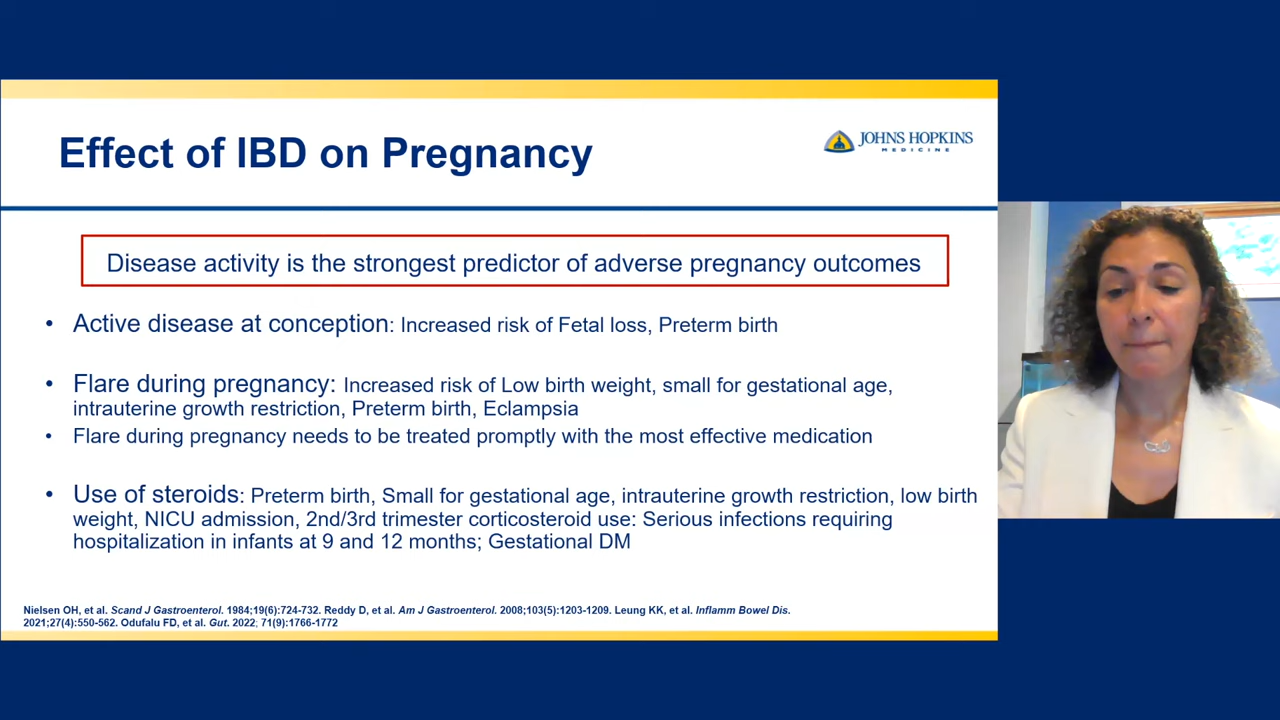 Effect of IBD on Pregnancy
JOHNS HOPKINS
MEDICINE
Disease activity is the strongest predictor of adverse pregnancy outcomes
• Active disease at conception: Increased risk of Fetal loss, Preterm birth
• Flare during pregnancy: Increased risk of Low birth weight, small for gestational age,
intrauterine growth restriction, Preterm birth, Eclampsia
• Flare during pregnancy needs to be treated promptly with the most effective medication
• Use of steroids: Preterm birth, Small for gestational age, intrauterine growth restriction, low birth
weight, NICU admission, 2nd/3rd trimester corticosteroid use: Serious infections requiring
hospitalization in infants at 9 and 12 months; Gestational DM
Nielsen OH, et al. Scand J Gastroenterol. 1984;19(6):724-732. Reddy D, et al. Am J Gastroenterol. 2008;103(5):1203-1209. Leung KK, et al. Inflamm Bowel Dis.
2021;27(4):550-562. Odufalu FD, et al. Gut. 2022; 71(9):1766-1772